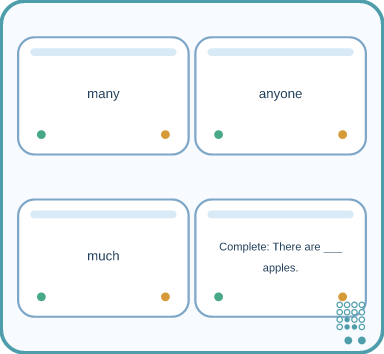 many
anyone
much
Complete: There are ___
apples.